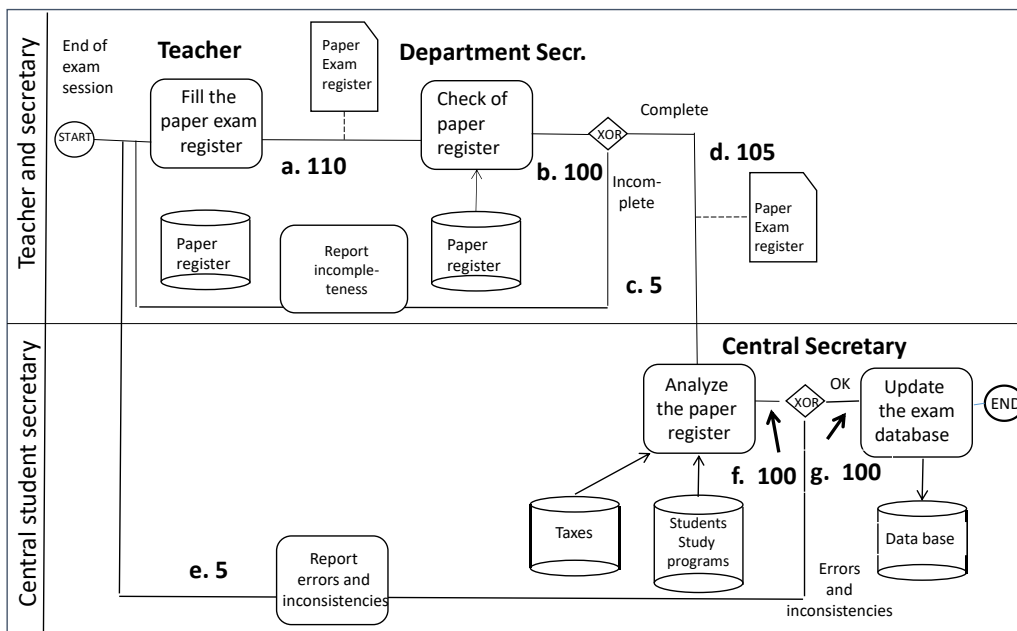 Teacher and secretary
End of
exam
session
START
Teacher
Fill the
paper exam
register
a. 110
Paper
Exam
register
Department Secr.
Check of
paper
register
b. 100
XOR
Complete
Incom-
plete
d. 105
Paper
Exam
register
Paper
register
Report
incomple-
teness
Paper
register
c. 5
Central student secretary
Central Secretary
Analyze
the paper
register
XOR
OK
Update
the exam
database
END
f. 100
g. 100
Taxes
Students
Study
programs
Data base
e. 5
Report
errors and
inconsistencies
Errors
and
inconsistencies